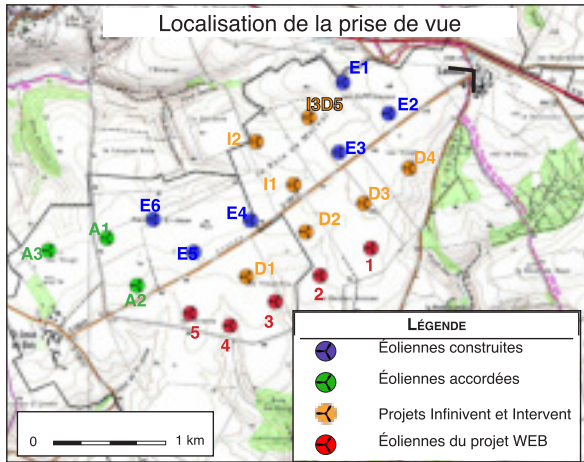 Localisation de la prise de vue
E1
I3D5
E2
I2
E3
D4
I1
D3
E6
E4
D2
A1
A3
E5
1
D1
2
A2
3
5
4
LÉGENDE
Éoliennes construites
Éoliennes accordées
Projets Infinivent et Intervent
Éoliennes du projet WEB
0 1 km